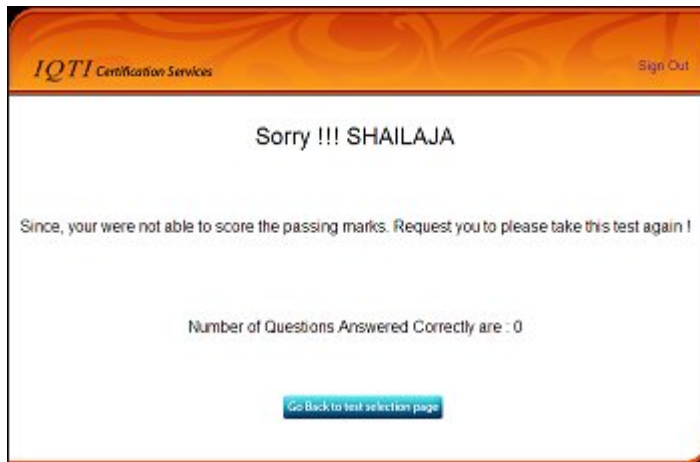 IQTI Certification Services
Sign Out
Sorry !!! SHAILAJA
Since, your were not able to score the passing marks. Request you to please take this test again !
Number of Questions Answered Correctly are : 0
Go Back to test selection page